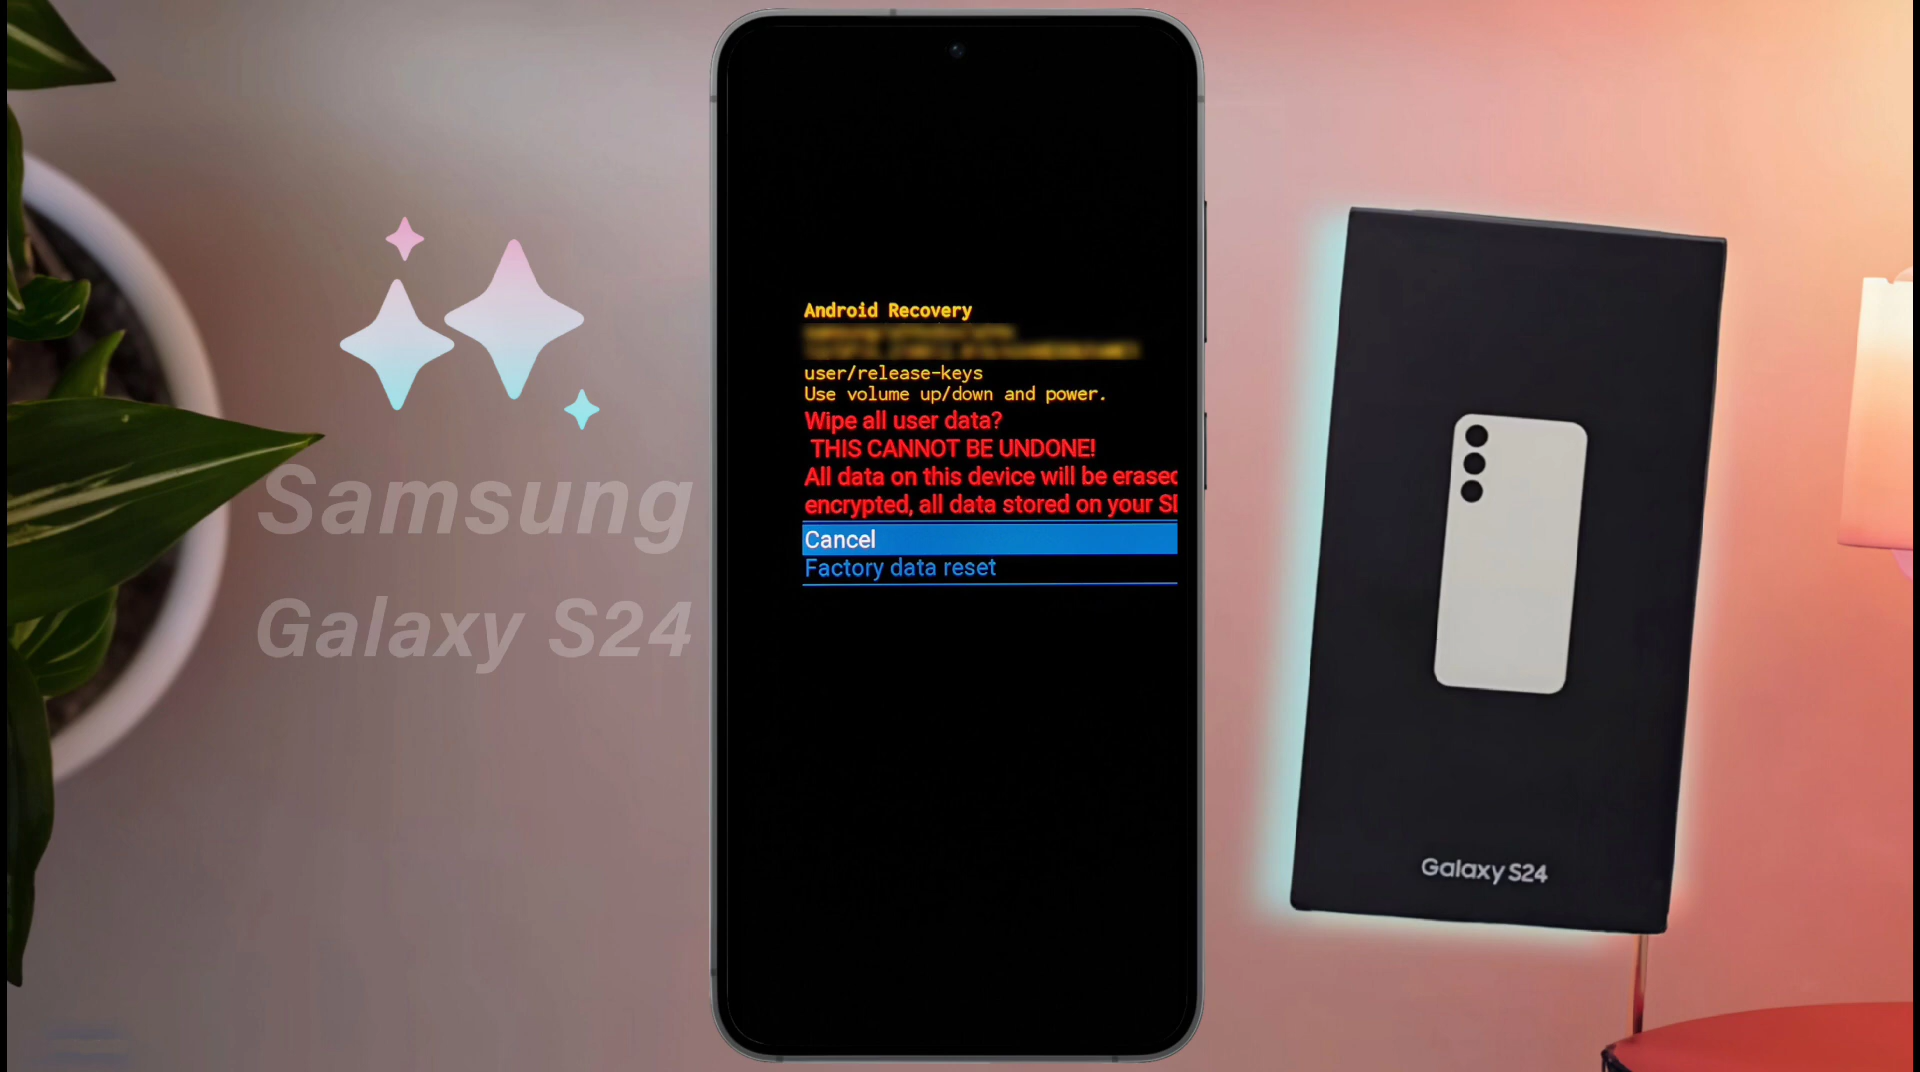 Samsung
Galaxy S24
Android Recovery
user/release-keys
Use volume up/down and power.
Wipe all user data?
THIS CANNOT BE UNDONE!
All data on this device will be erased
encrypted, all data stored on your
Cancel
Factory data reset
Galaxy S24